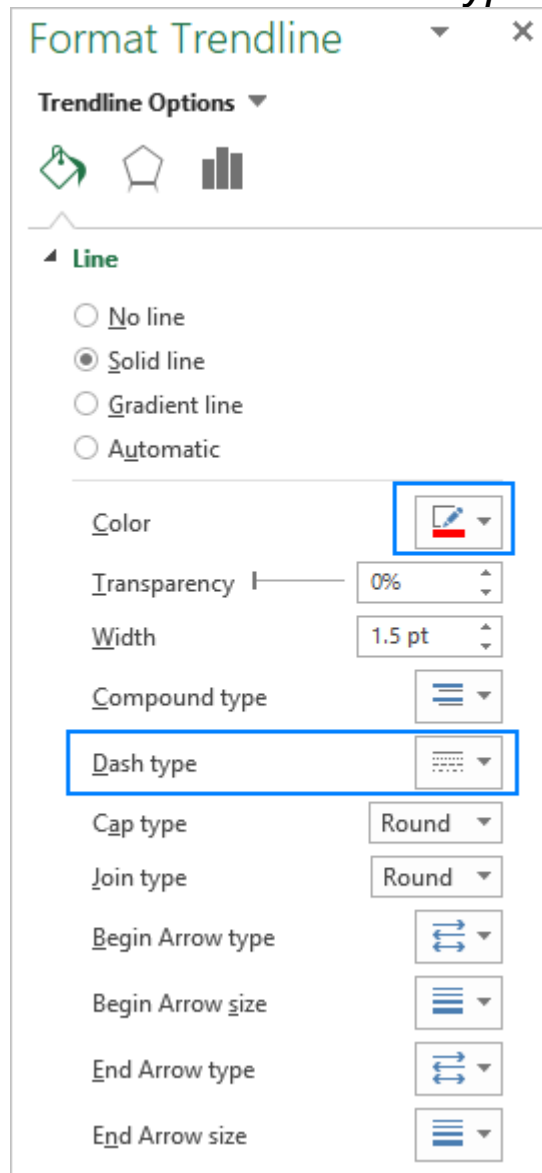 yp
Format Trendline
Trendline Options
Line
No line
Solid line
Gradient line
Automatic
Color
Transparency 0%
Width 1.5 pt
Compound type
Dash type
Cap type Round
Join type Round
Begin Arrow type
Begin Arrow size
End Arrow type
End Arrow size